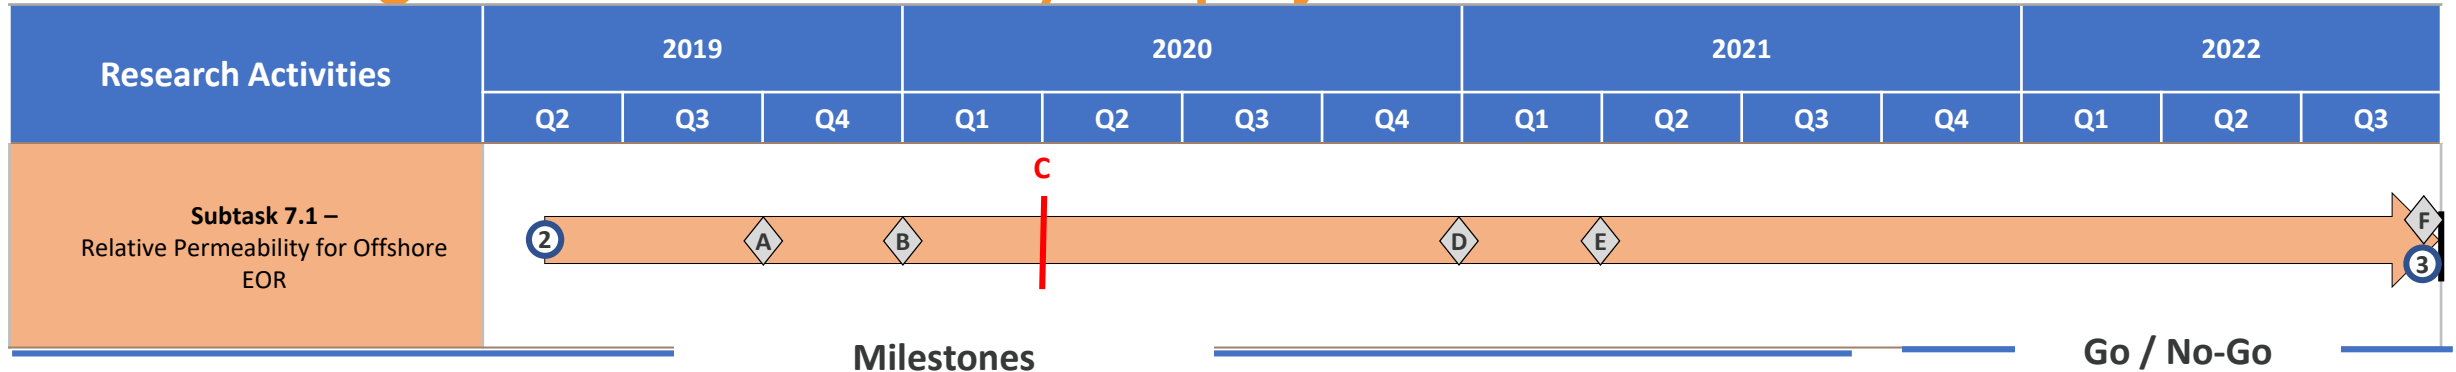 Research Activities
2019
2020
2021
2022
Q2
Q3
Q4
Q1
Q2
Q3
Q4
Q1
Q2
Q3
Q4
Q1
Q2
Q3
C
Subtask 7.1 –
Relative Permeability for Offshore
EOR
2
A
B
D
E
F
3
Milestones
Go / No-Go